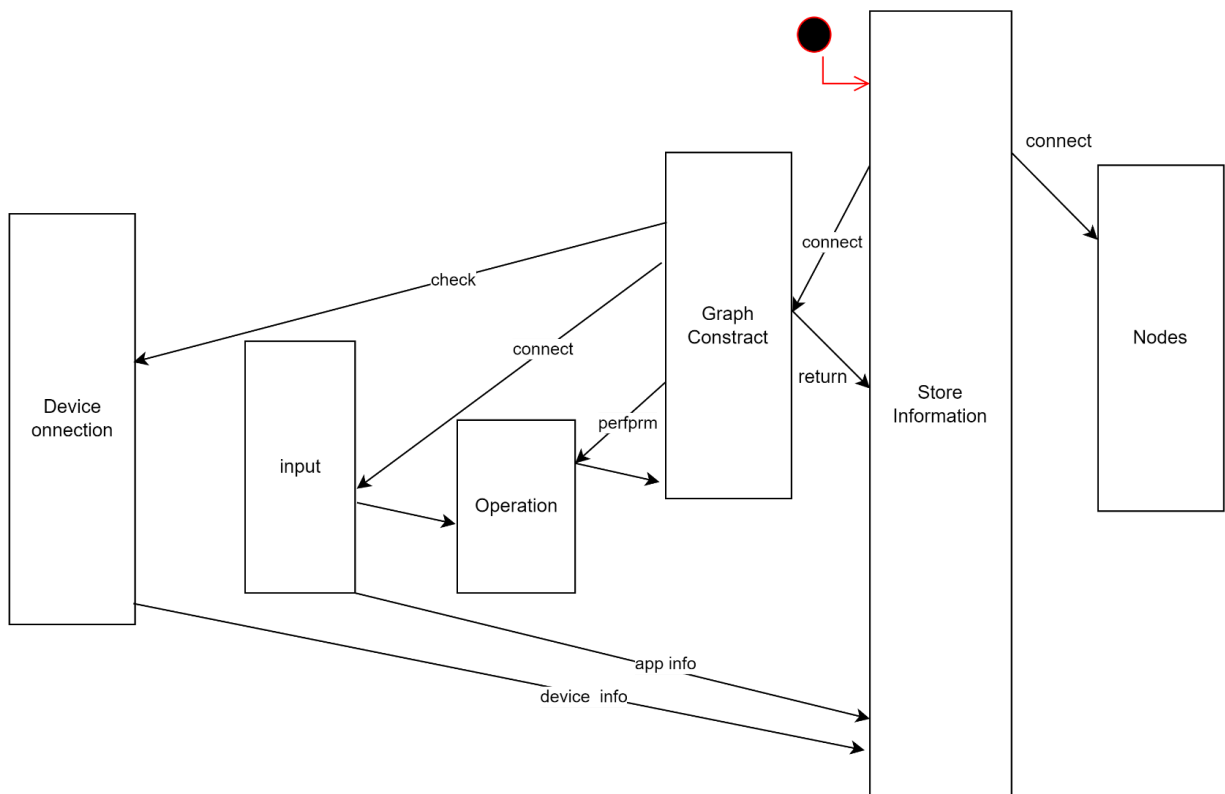 connect
connect
check
Graph
Constract
Nodes
connect
return
Device
onnection
Store
Information
perfprm
input
Operation
app info
device  info